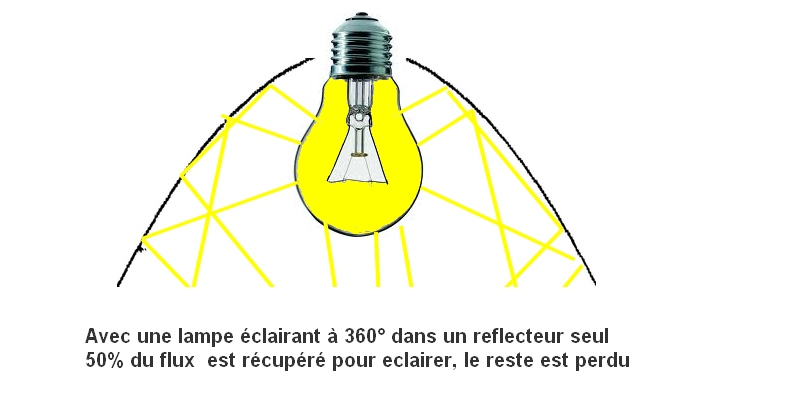 Avec une lampe éclairant à 360° dans un reflecteur seul
50% du flux est récupéré pour eclairer, le reste est perdu